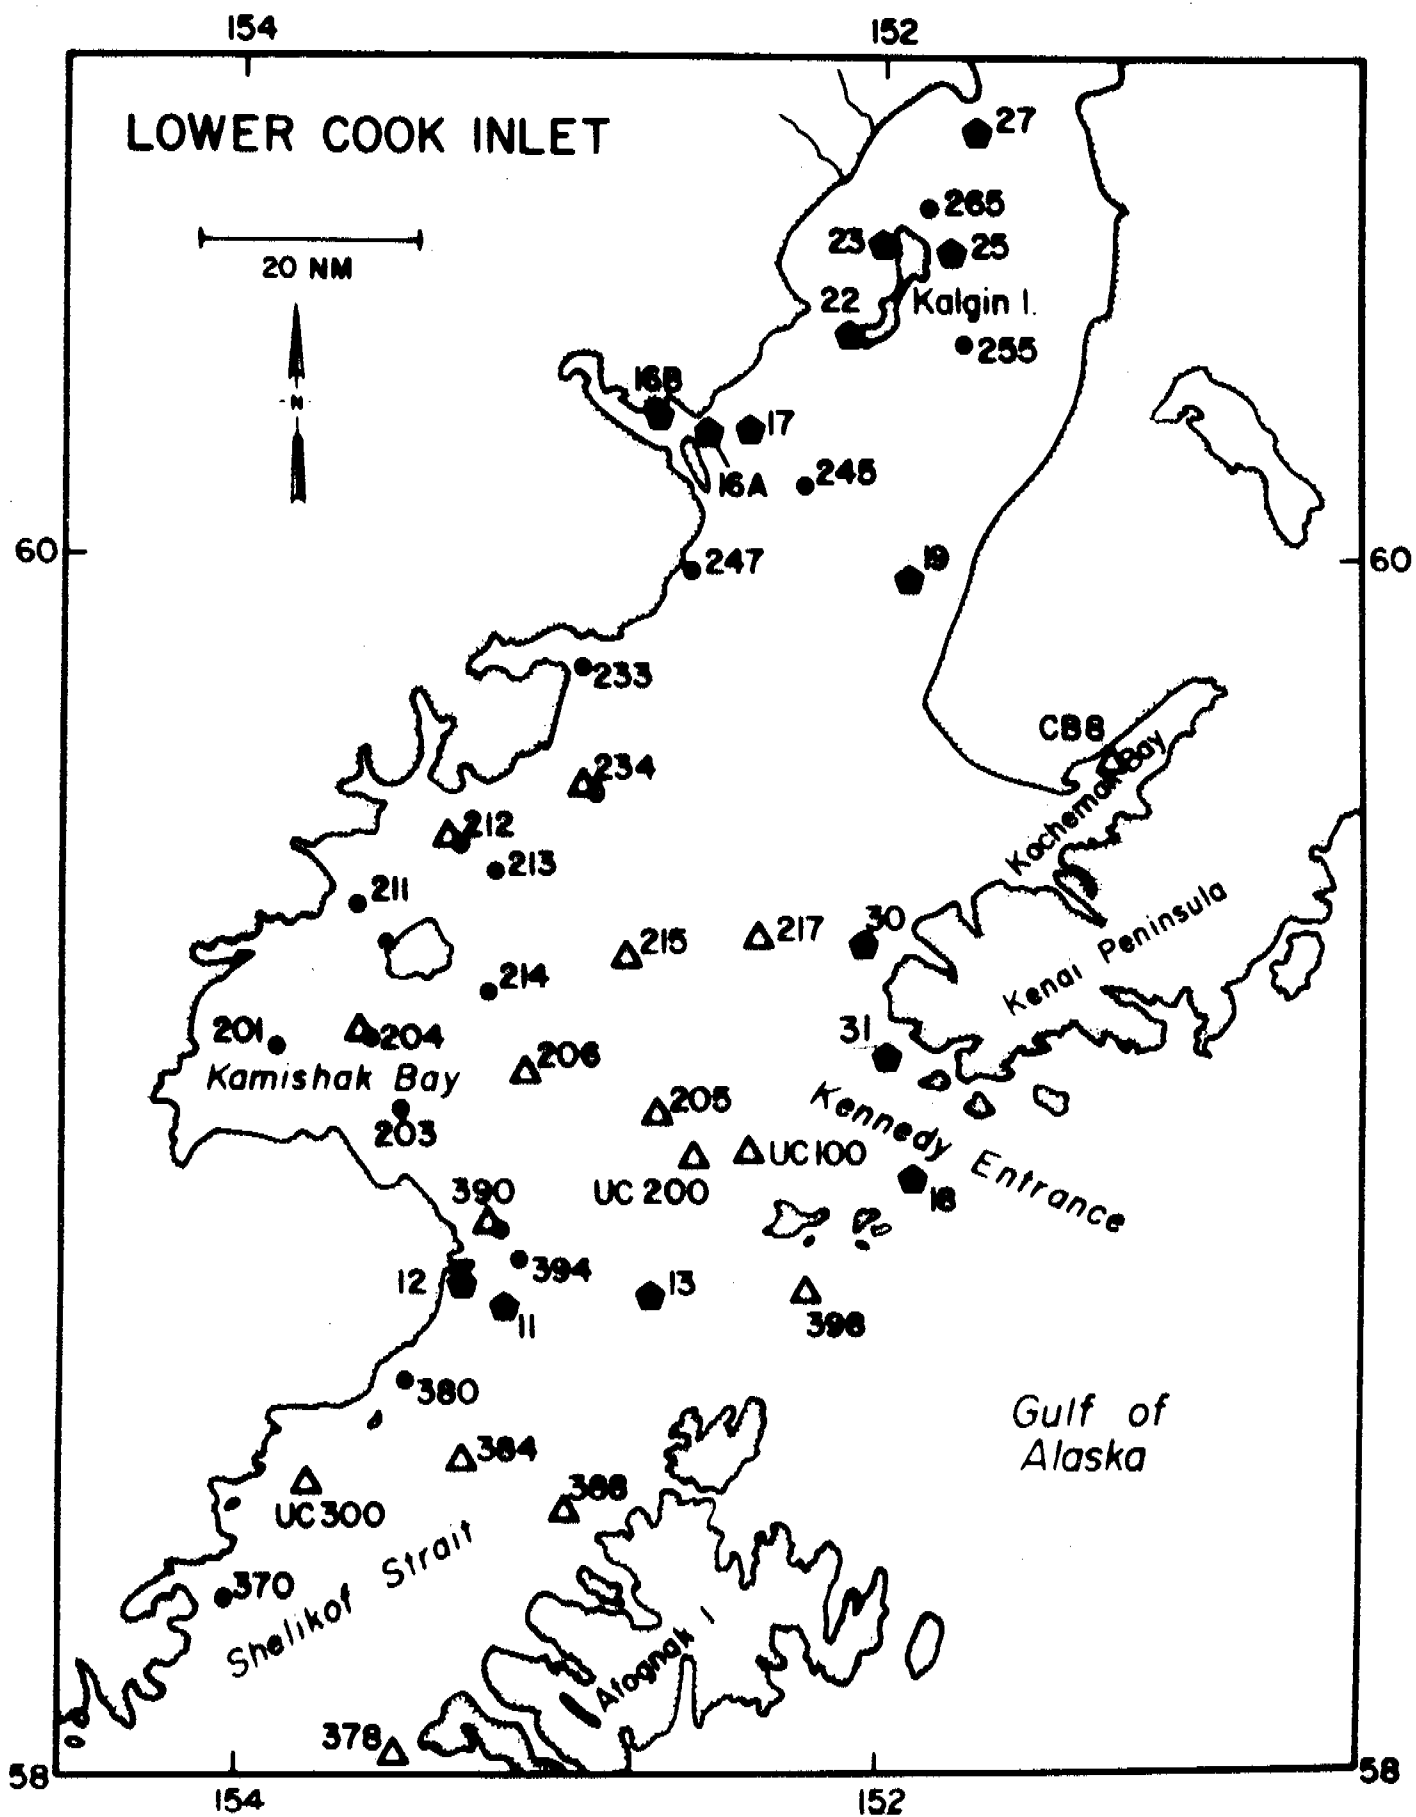 154 152
LOWER COOK INLET
27
265
20 NM
23 25
22 Kalgin I.
255
16B
17
16A 245
N
60 60
247 19
233
CB8
234
Kachemak Bay
212
213
211
30
215 217
Kenai Peninsula
214
201 204
31
206
Kamishak Bay
205
203
Kennedy Entrance
UC100
390 UC 200
18
394
12 13
11 398
380
Gulf of
Alaska
384
388
UC300
Shelikof Strait
370
Afognak I
378
58 58
154 152